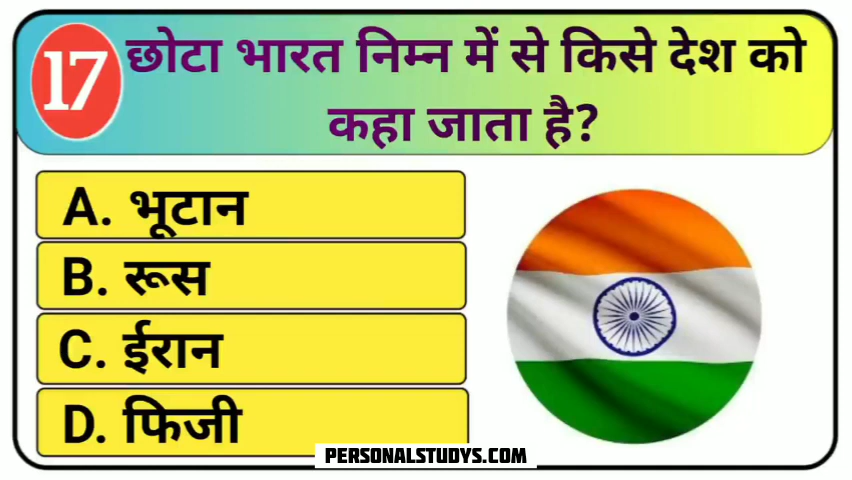 17
छोटा भारत निम्न में से किसे देश को
कहा जाता है?
A. भूटान
B. रूस
C. ईरान
D. फिजी
PERSONALSTUDYS.COM